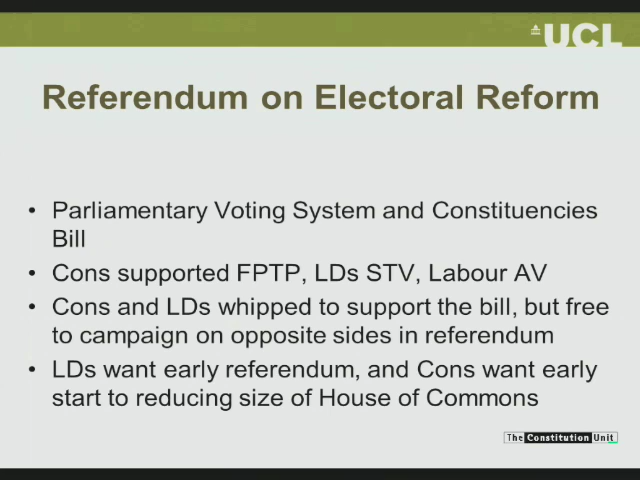 UCL
Referendum on Electoral Reform
• Parliamentary Voting System and Constituencies
Bill
• Cons supported FPTP, LDs STV, Labour AV
• Cons and LDs whipped to support the bill, but free
to campaign on opposite sides in referendum
• LDs want early referendum, and Cons want early
start to reducing size of House of Commons
The Constitution Unit